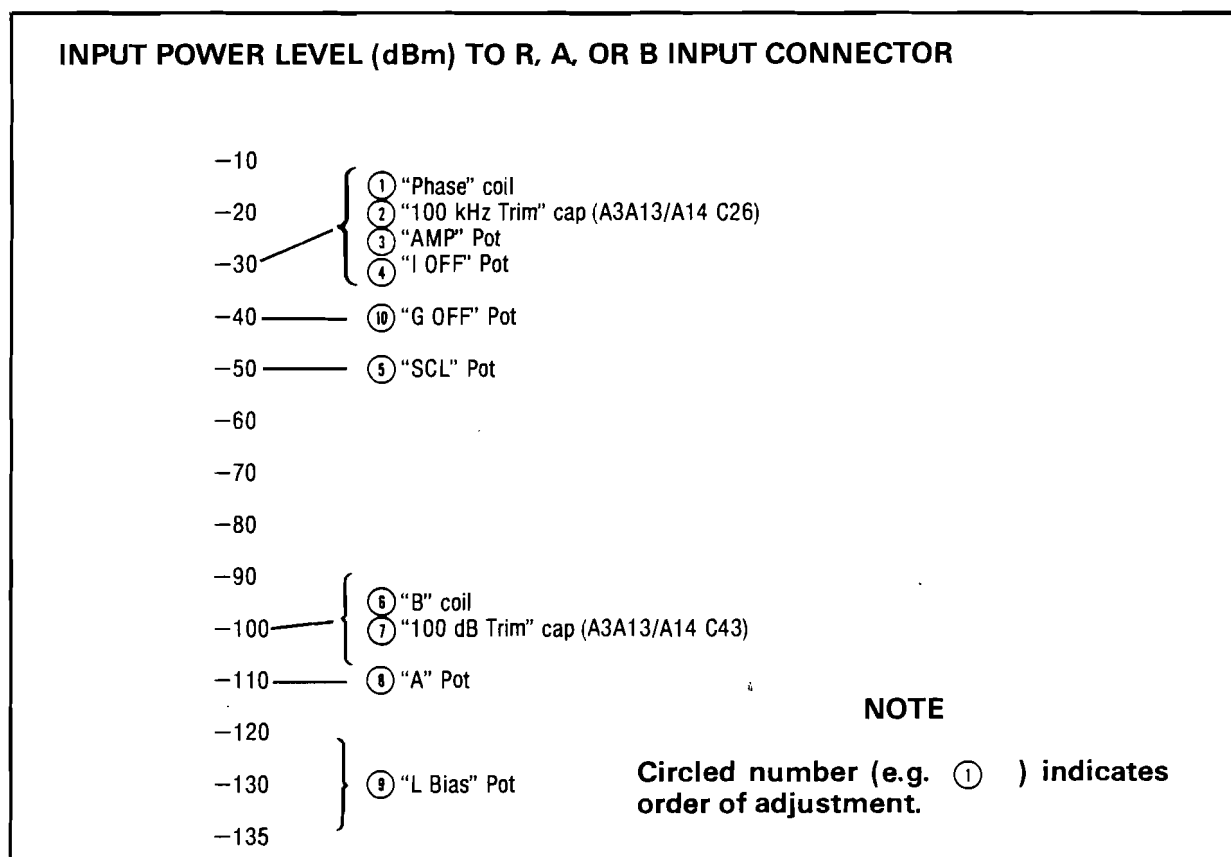 INPUT POWER LEVEL (dBm) TO R, A, OR B INPUT CONNECTOR
−10
① "Phase" coil
−20
② "100 kHz Trim" cap (A3A13/A14 C26)
③ "AMP" Pot
−30
④ "I OFF" Pot
−40 ⑩ "G OFF" Pot
−50 ⑤ "SCL" Pot
−60
−70
−80
−90
⑥ "B" coil
−100 ⑦ "100 dB Trim" cap (A3A13/A14 C43)
−110 ⑧ "A" Pot
−120
−130 ⑨ "L Bias" Pot
−135
NOTE
Circled number (e.g. ① ) indicates
order of adjustment.